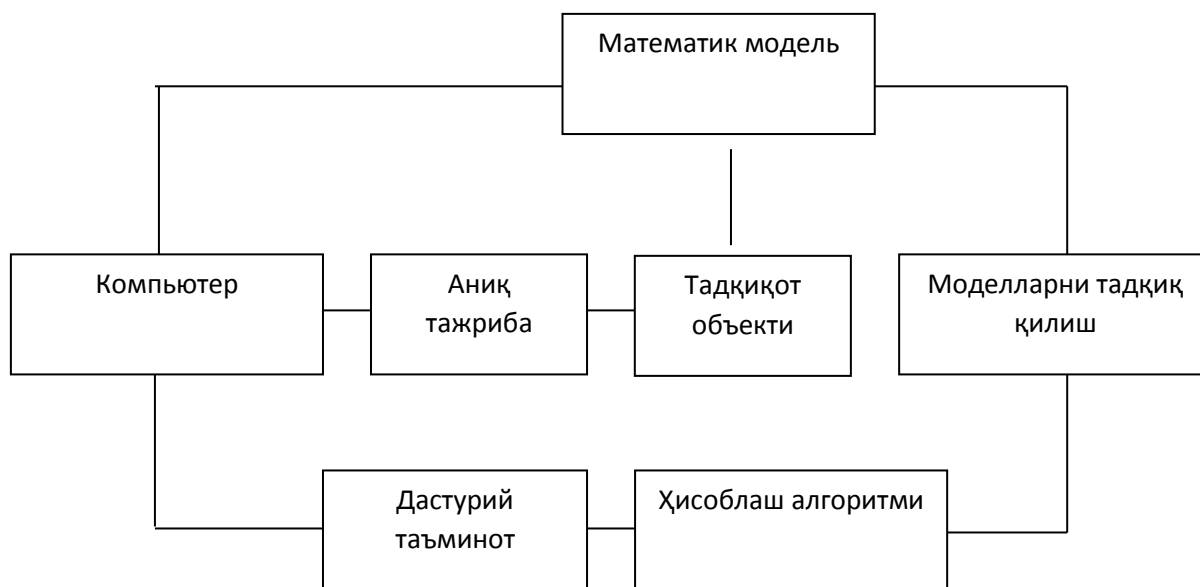 Математик модель
Компьютер
Аниқ
тажриба
Тадқиқот
объекти
Моделларни тадқиқ
қилиш
Дастурий
таъминот
Ҳисоблаш алгоритми